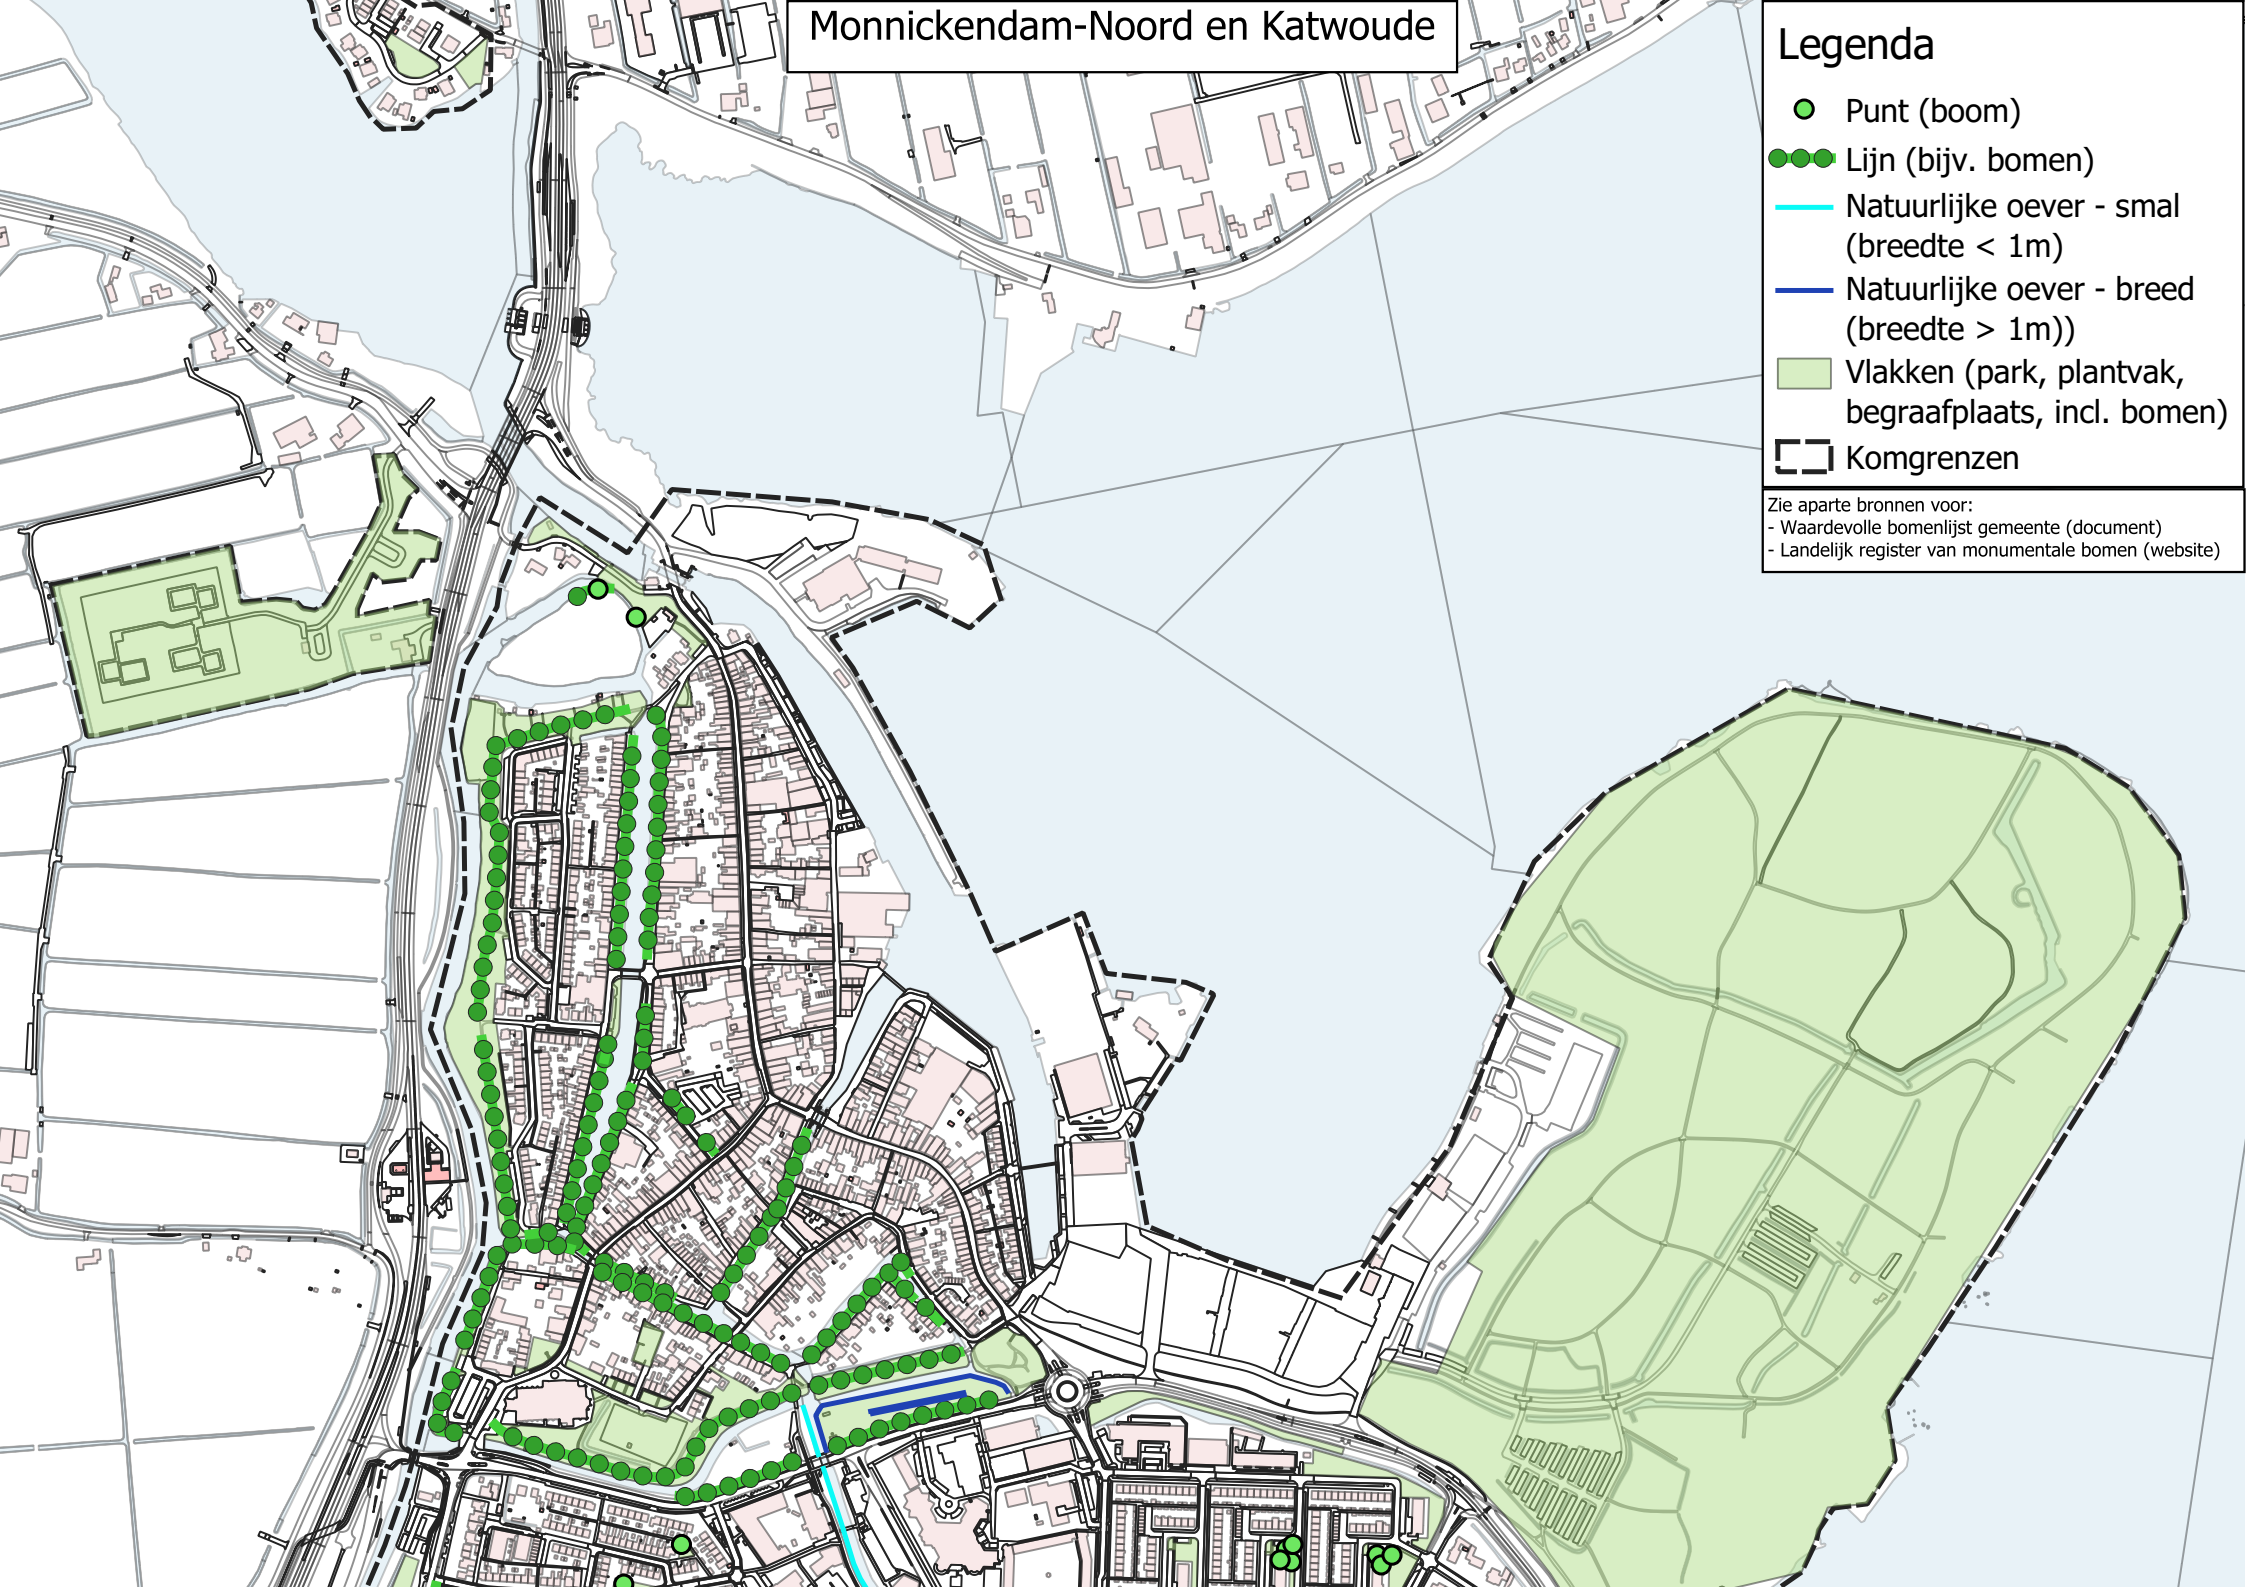 Monnickendam-Noord en Katwoude
Legenda
Punt (boom)
Lijn (bijv. bomen)
Natuurlijke oever - smal
(breedte < 1m)
Natuurlijke oever - breed
(breedte > 1m))
Vlakken (park, plantvak,
begraafplaats, incl. bomen)
Komgrenzen
Zie aparte bronnen voor:
- Waardevolle bomenlijst gemeente (document)
- Landelijk register van monumentale bomen (website)